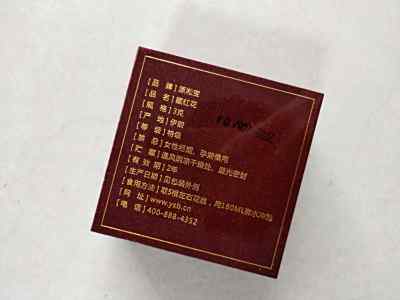 [品 牌]源松宝
[品 名]藏红花
[规 格]3克
[产 地]伊朗
[等 级]特级
[禁 忌]女性经期、孕期慎用
[贮 藏]通风阴凉干燥处，避光密封
[有 效 期]2年
[生产日期]见包装外侧
[食用方法]取5根左右花丝，用150ML热水冲泡
[网 址]www.ysb.cn
[电 话]400-888-4352